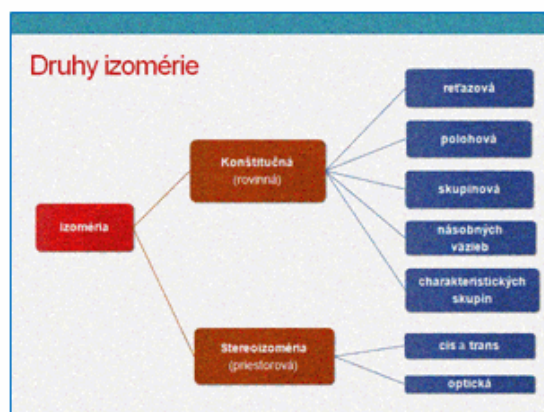 Druhy izomérie
izoméria
Konštitučná
(rovinná)
reťazová
polohová
skupinová
násobných
väzieb
charakteristických
skupín
Stereoizoméria
(priestorová)
cis a trans
optická